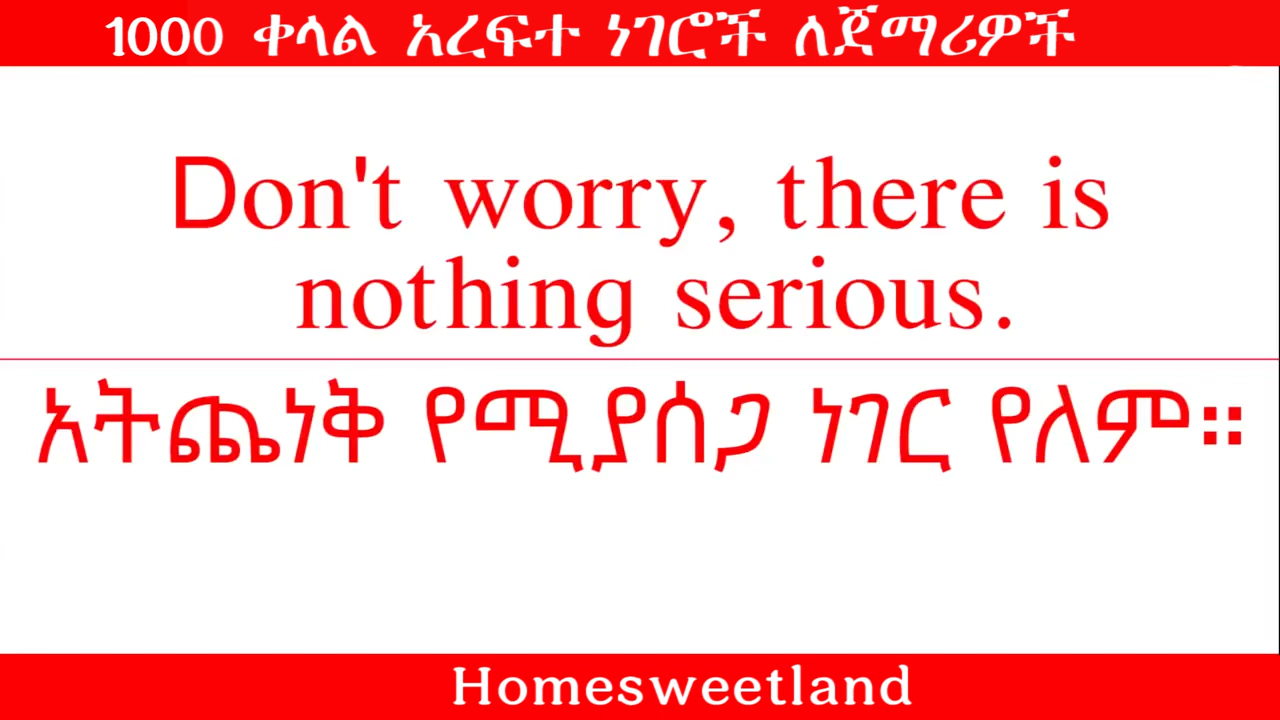 1000 ቀላል አረፍተ ነገሮች ለጀማሪዎች
Don't worry, there is
nothing serious.
አትጨነቅ የሚያሰጋ ነገር የለም።
Homesweetland